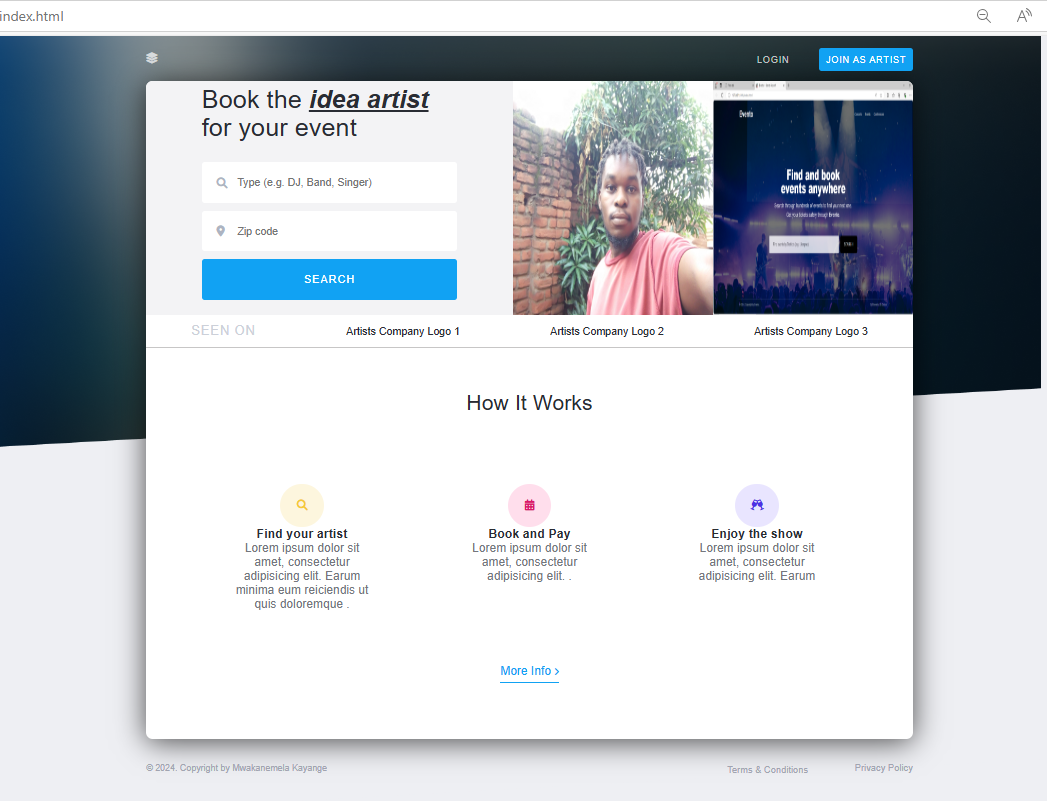 index.html
LOGIN
JOIN AS ARTIST
Book the idea artist
for your event
Type (e.g. DJ, Band, Singer)
Zip code
SEARCH
Evento
Find and book
events anywhere
SEEN ON
Artists Company Logo 1
Artists Company Logo 2
Artists Company Logo 3
How It Works
Find your artist
Lorem ipsum dolor sit
amet, consectetur
adipisicing elit. Earum
minima eum reiciendis ut
quis doloremque .
Book and Pay
Lorem ipsum dolor sit
amet, consectetur
adipisicing elit. .
Enjoy the show
Lorem ipsum dolor sit
amet, consectetur
adipisicing elit. Earum
More Info >
© 2024. Copyright by Mwakanemela Kayange
Terms & Conditions
Privacy Policy